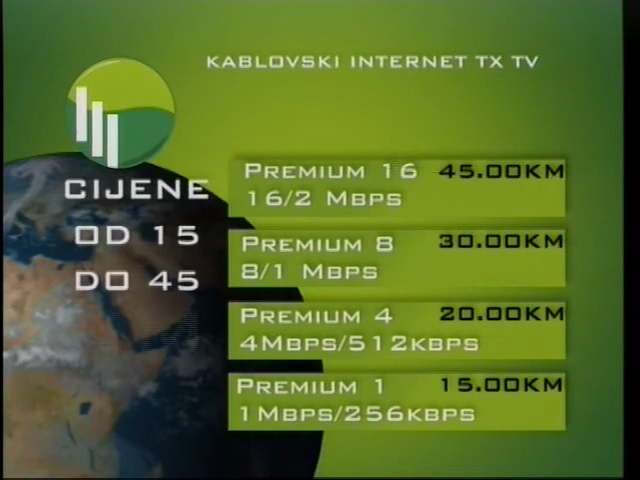 KABLOVSKI INTERNET TX TV
CIJENE
OD 15
DO 45
PREMIUM 16 45.00KM
16/2 MBPS
PREMIUM 8 30.00KM
8/1 MBPS
PREMIUM 4 20.00KM
4MBPS/512KBPS
PREMIUM 1 15.00KM
1MBPS/256KBPS